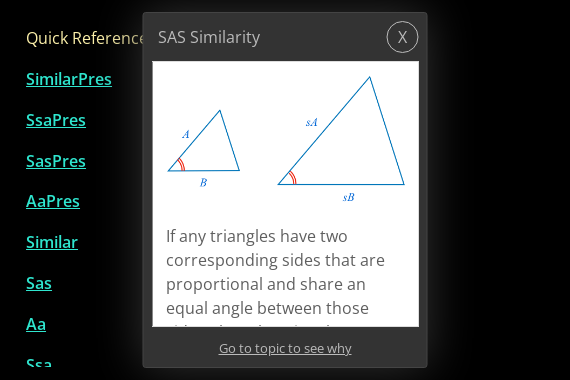 Quick Reference
SimilarPres
SsaPres
SasPres
AaPres
Similar
Sas
Aa
Ssa
SAS Similarity
X
A
B
sA
sB
If any triangles have two
corresponding sides that are
proportional and share an
equal angle between those
Go to topic to see why